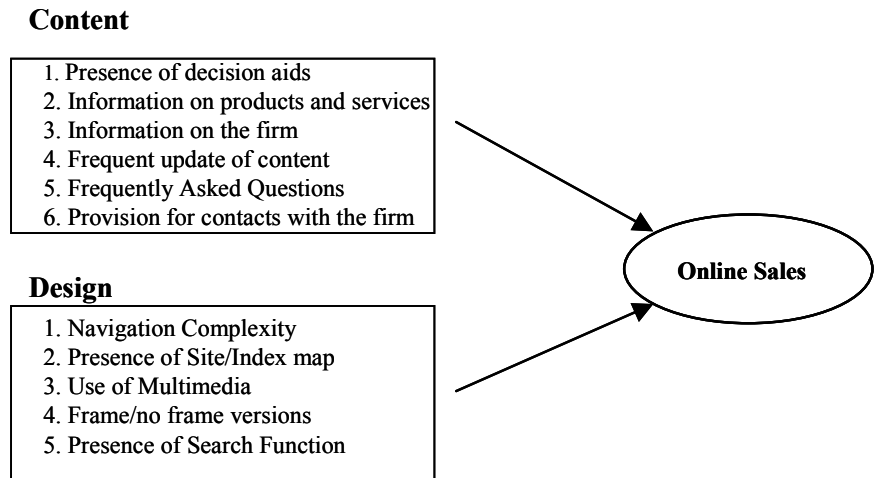 Content
1. Presence of decision aids
2. Information on products and services
3. Information on the firm
4. Frequent update of content
5. Frequently Asked Questions
6. Provision for contacts with the firm
Online Sales
Design
1. Navigation Complexity
2. Presence of Site/Index map
3. Use of Multimedia
4. Frame/no frame versions
5. Presence of Search Function